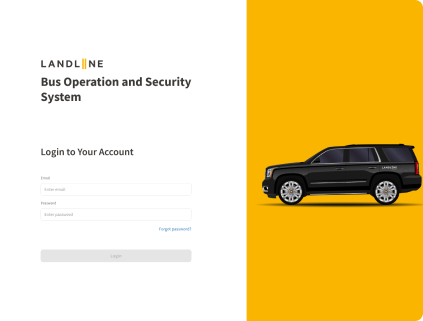 LANDLINE
Bus Operation and Security
System
Login to Your Account
Email
Enter email
Password
Enter password
Forgot password?
Login
LANDLINE